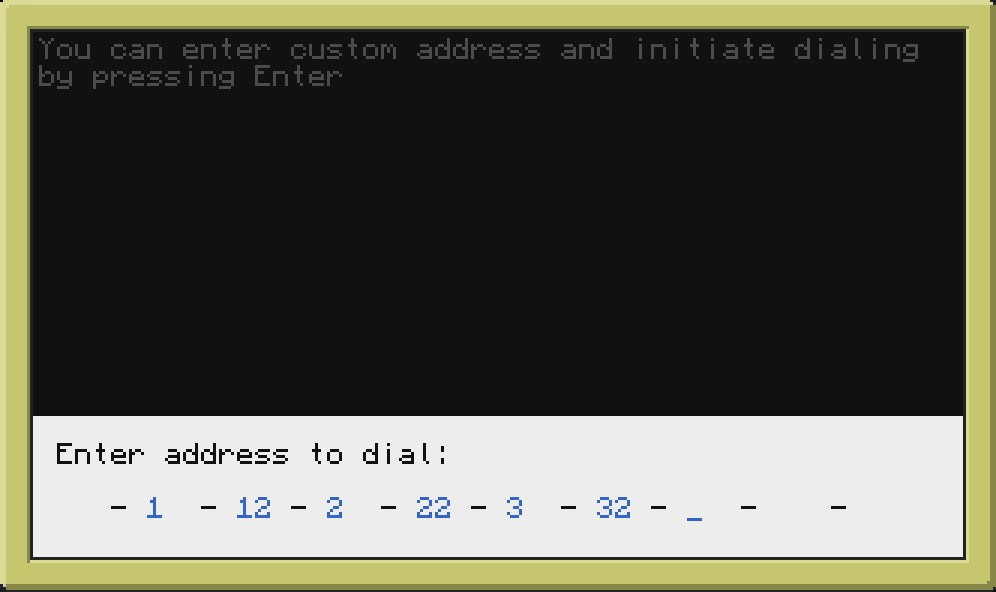 You can enter custom address and initiate dialing
by pressing Enter
Enter address to dial:
- 1 - 12 - 2 - 22 - 3 - 32 - _ - -